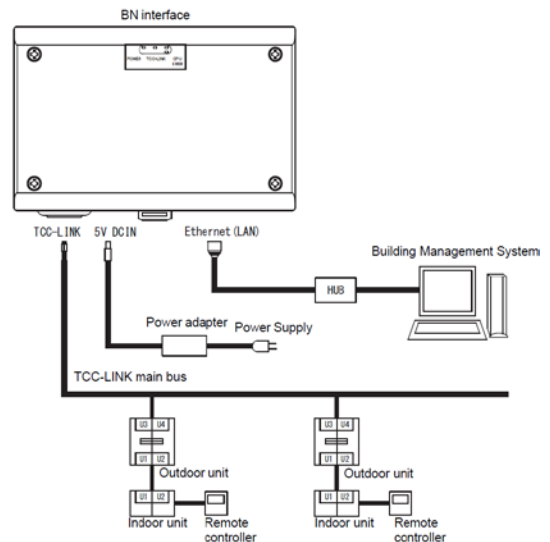 BN interface
POWER TCC-LINK CPU
TCC-LINK 5V DCIN Ethernet(LAN)
Building Management System
HUB
Power adapter Power Supply
TCC-LINK main bus
U3 U4 U3 U4
U1 U2 U1 U2
Outdoor unit Outdoor unit
U1 U2 U1 U2
Indoor unit Remote controller Indoor unit Remote controller